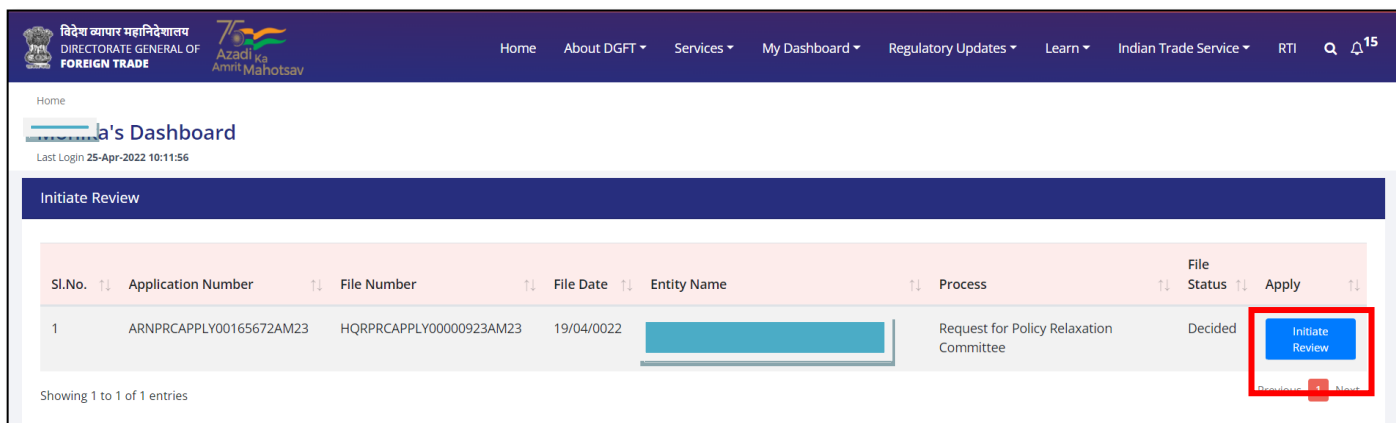 विदेश व्यापार महानिदेशालय
DIRECTORATE GENERAL OF
FOREIGN TRADE
75
Azadi Ka
Amrit Mahotsav
Home About DGFT Services My Dashboard Regulatory Updates Learn Indian Trade Service RTI 15
Home
a's Dashboard
Last Login 25-Apr-2022 10:11:56
Initiate Review
Sl.No. Application Number File Number File Date Entity Name Process File Status Apply
1 ARNPRCAPPLY00165672AM23 HQRPRCAPPLY00000923AM23 19/04/0022 Request for Policy Relaxation Decided Initiate
Committee Review
Showing 1 to 1 of 1 entries Previous 1 Next